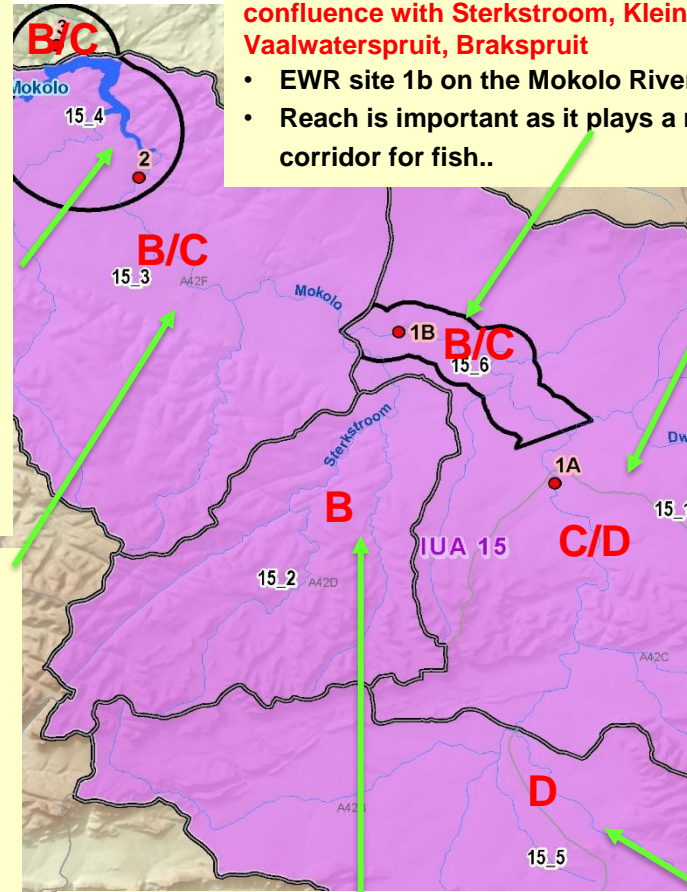 confluence with Sterkstroom, Klein
Vaalwaterspruit, Brakspruit
• EWR site 1b on the Mokolo River
• Reach is important as it plays a
corridor for fish..
3
B/C
Mokolo
15_4
2
B/C
15_3
A42F
Mokolo
1B
B/C
15_6
Sterkstroom
Dw
1A
B
15_1
IUA 15
C/D
15_2
A42D
A42C
D
15_5